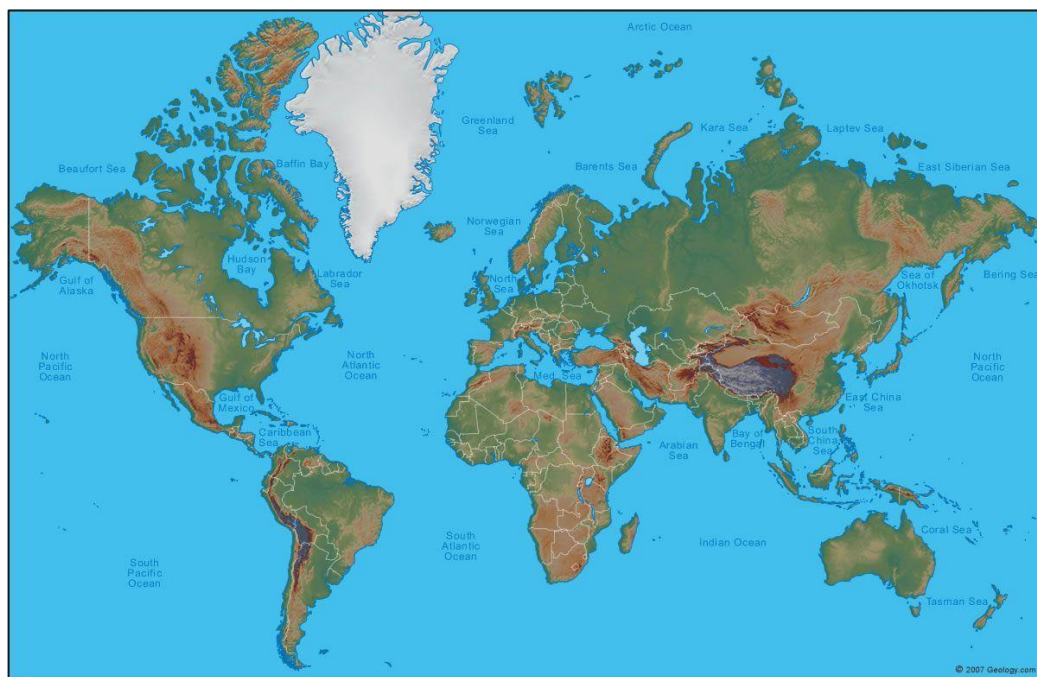 Arctic Ocean
Greenland
Sea
Kara Sea
Laptev Sea
Beaufort Sea
Baffin Bay
Barents Sea
East Siberian Sea
Norwegian
Sea
Hudson
Bay
Gulf of
Alaska
Labrador
Sea
North
Sea
Sea of
Okhotsk
Bering Sea
North
Pacific
Ocean
North Atlantic
Ocean
Med. Sea
North
Pacific
Ocean
Gulf of
Mexico
East China
Sea
Caribbean
Sea
Arabian
Sea
Bay of
Bengal
South
China
Sea
South
Atlantic
Ocean
Indian Ocean
Coral Sea
South
Pacific
Ocean
Tasman Sea
© 2007 Geology.com